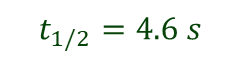 t₁/₂ = 4.6 s